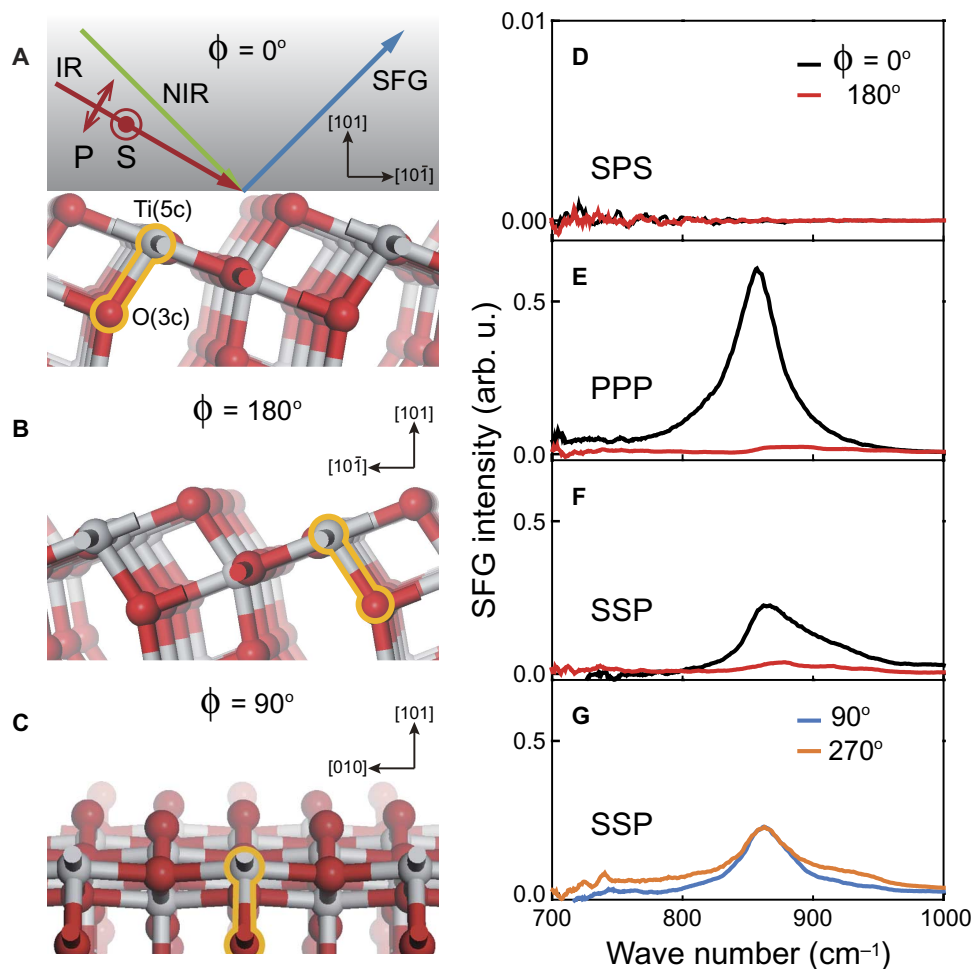 A
ϕ = 0°
IR
NIR
SFG
P
S
[101]
[101̄]
Ti(5c)
O(3c)
B
ϕ = 180°
[101]
[101̄]
C
ϕ = 90°
[101]
[010]
SFG intensity (arb. u.)
0.01
D
ϕ = 0°
180°
SPS
0.00
E
0.5
PPP
0.0
F
0.5
SSP
0.0
G
90°
270°
0.5
SSP
0.0
700 800 900 1000
Wave number (cm⁻¹)